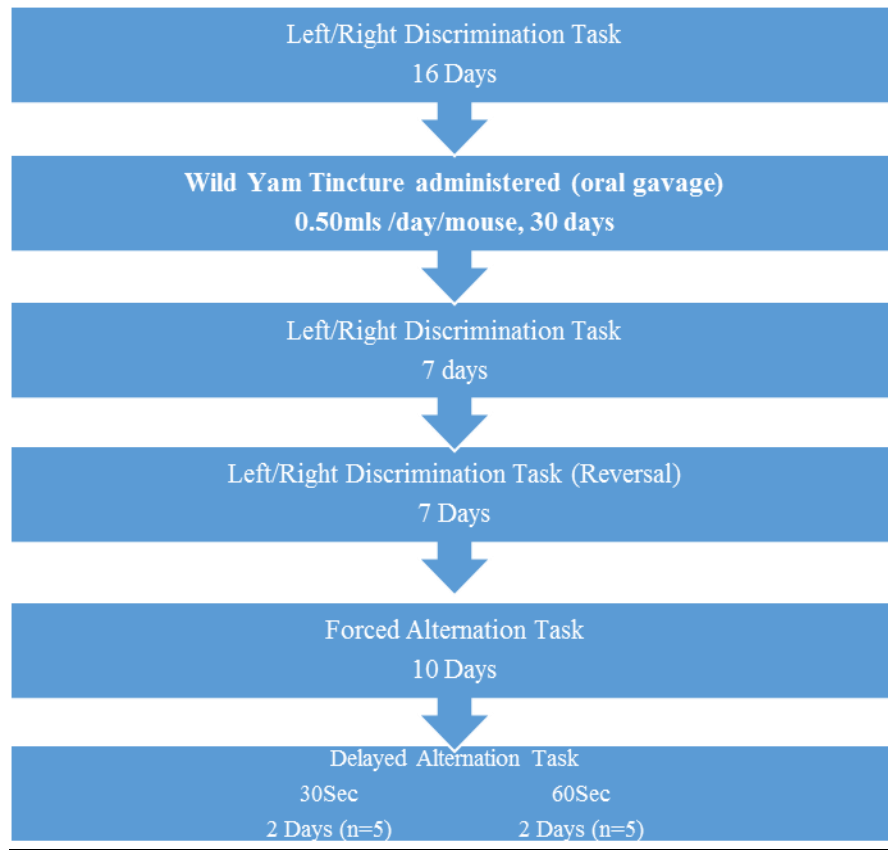 Left/Right Discrimination Task
16 Days
Wild Yam Tincture administered (oral gavage)
0.50mls /day/mouse, 30 days
Left/Right Discrimination Task
7 days
Left/Right Discrimination Task (Reversal)
7 Days
Forced Alternation Task
10 Days
Delayed Alternation Task
30Sec 60Sec
2 Days (n=5) 2 Days (n=5)